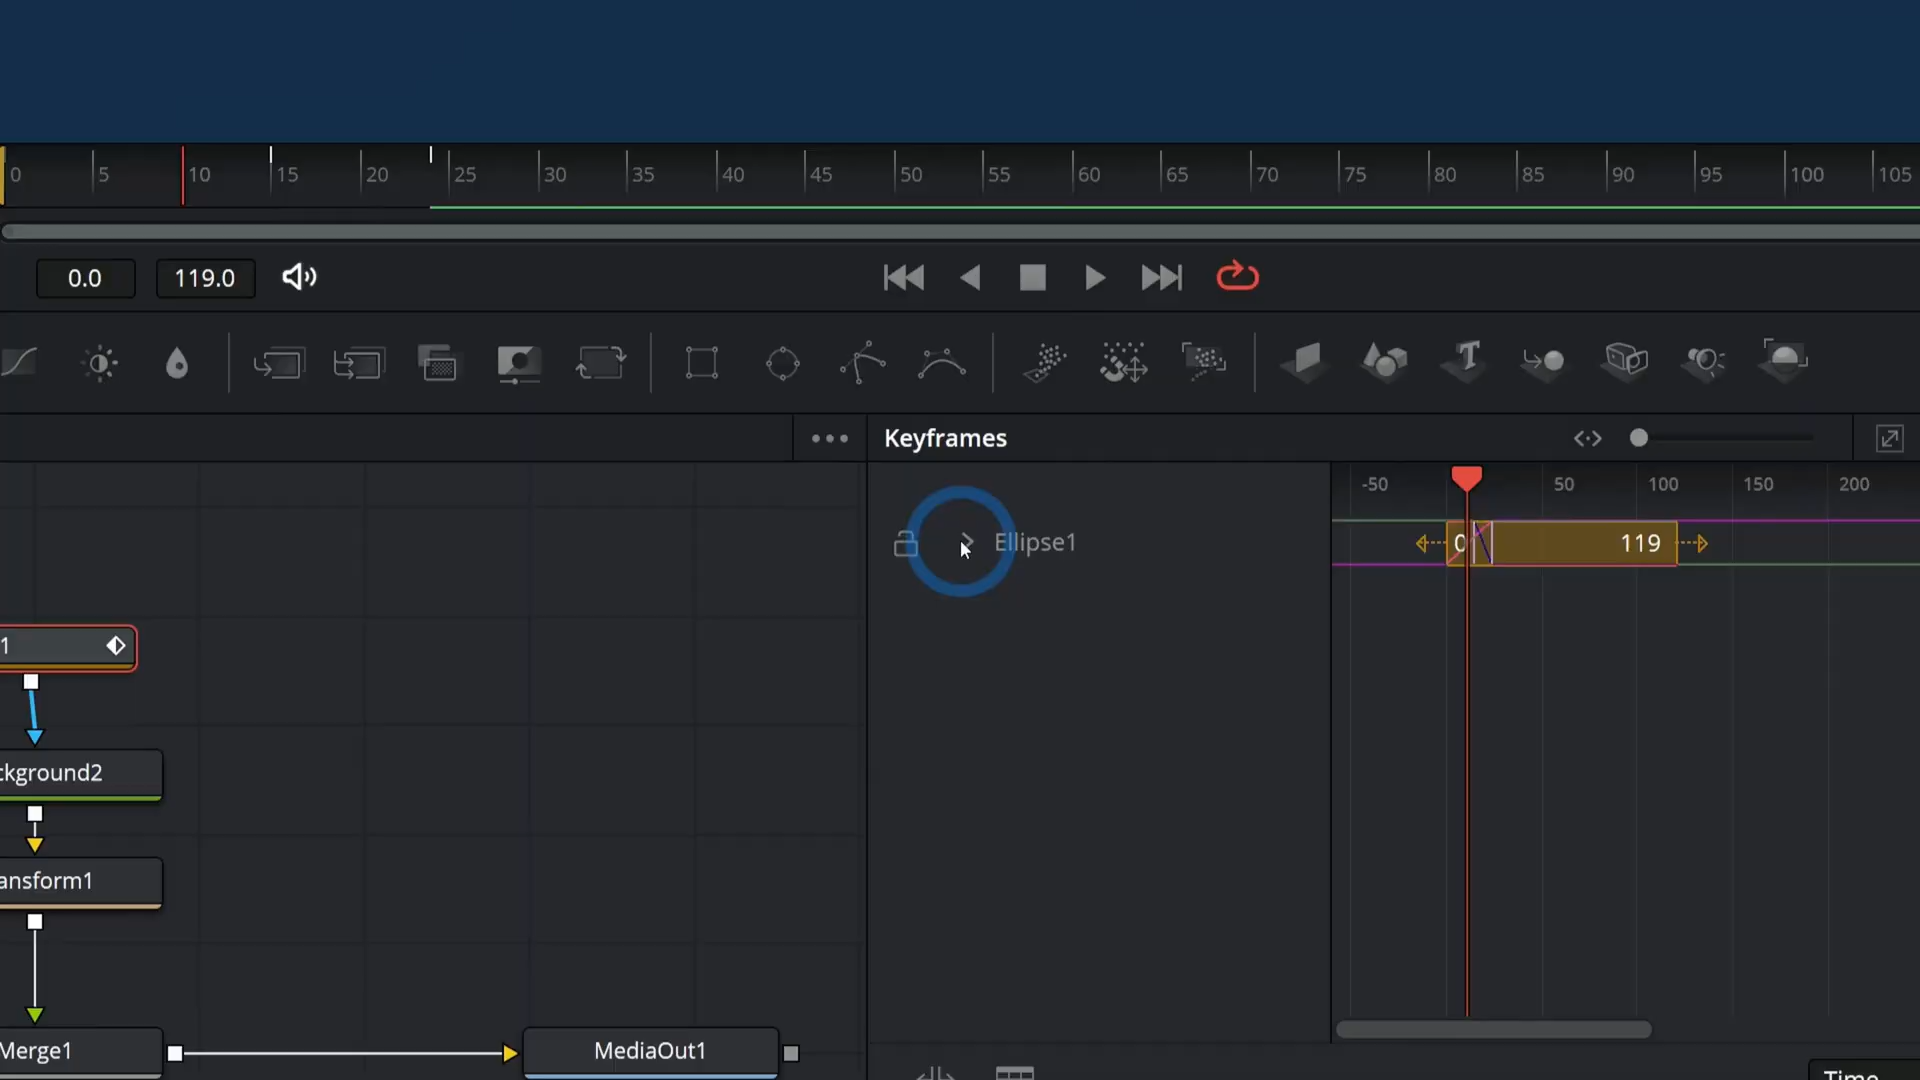 0 5 10 15 20 25 30 35 40 45 50 55 60 65 70 75 80 85 90 95 100 105
0.0 119.0
Keyframes
-50 50 100 150 200
Ellipse1 0 119
1
ckground2
ansform1
Merge1 MediaOut1
Time